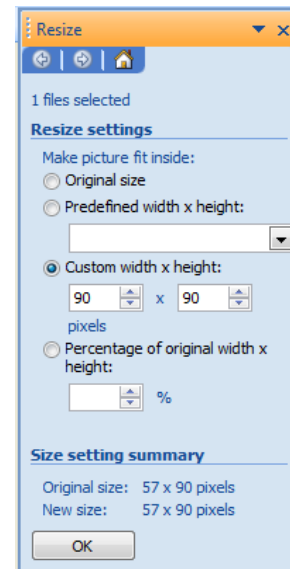 Resize
1 files selected
Resize settings
Make picture fit inside:
Original size
Predefined width x height:
Custom width x height:
90 x 90
pixels
Percentage of original width x
height:
%
Size setting summary
Original size: 57 x 90 pixels
New size: 57 x 90 pixels
OK